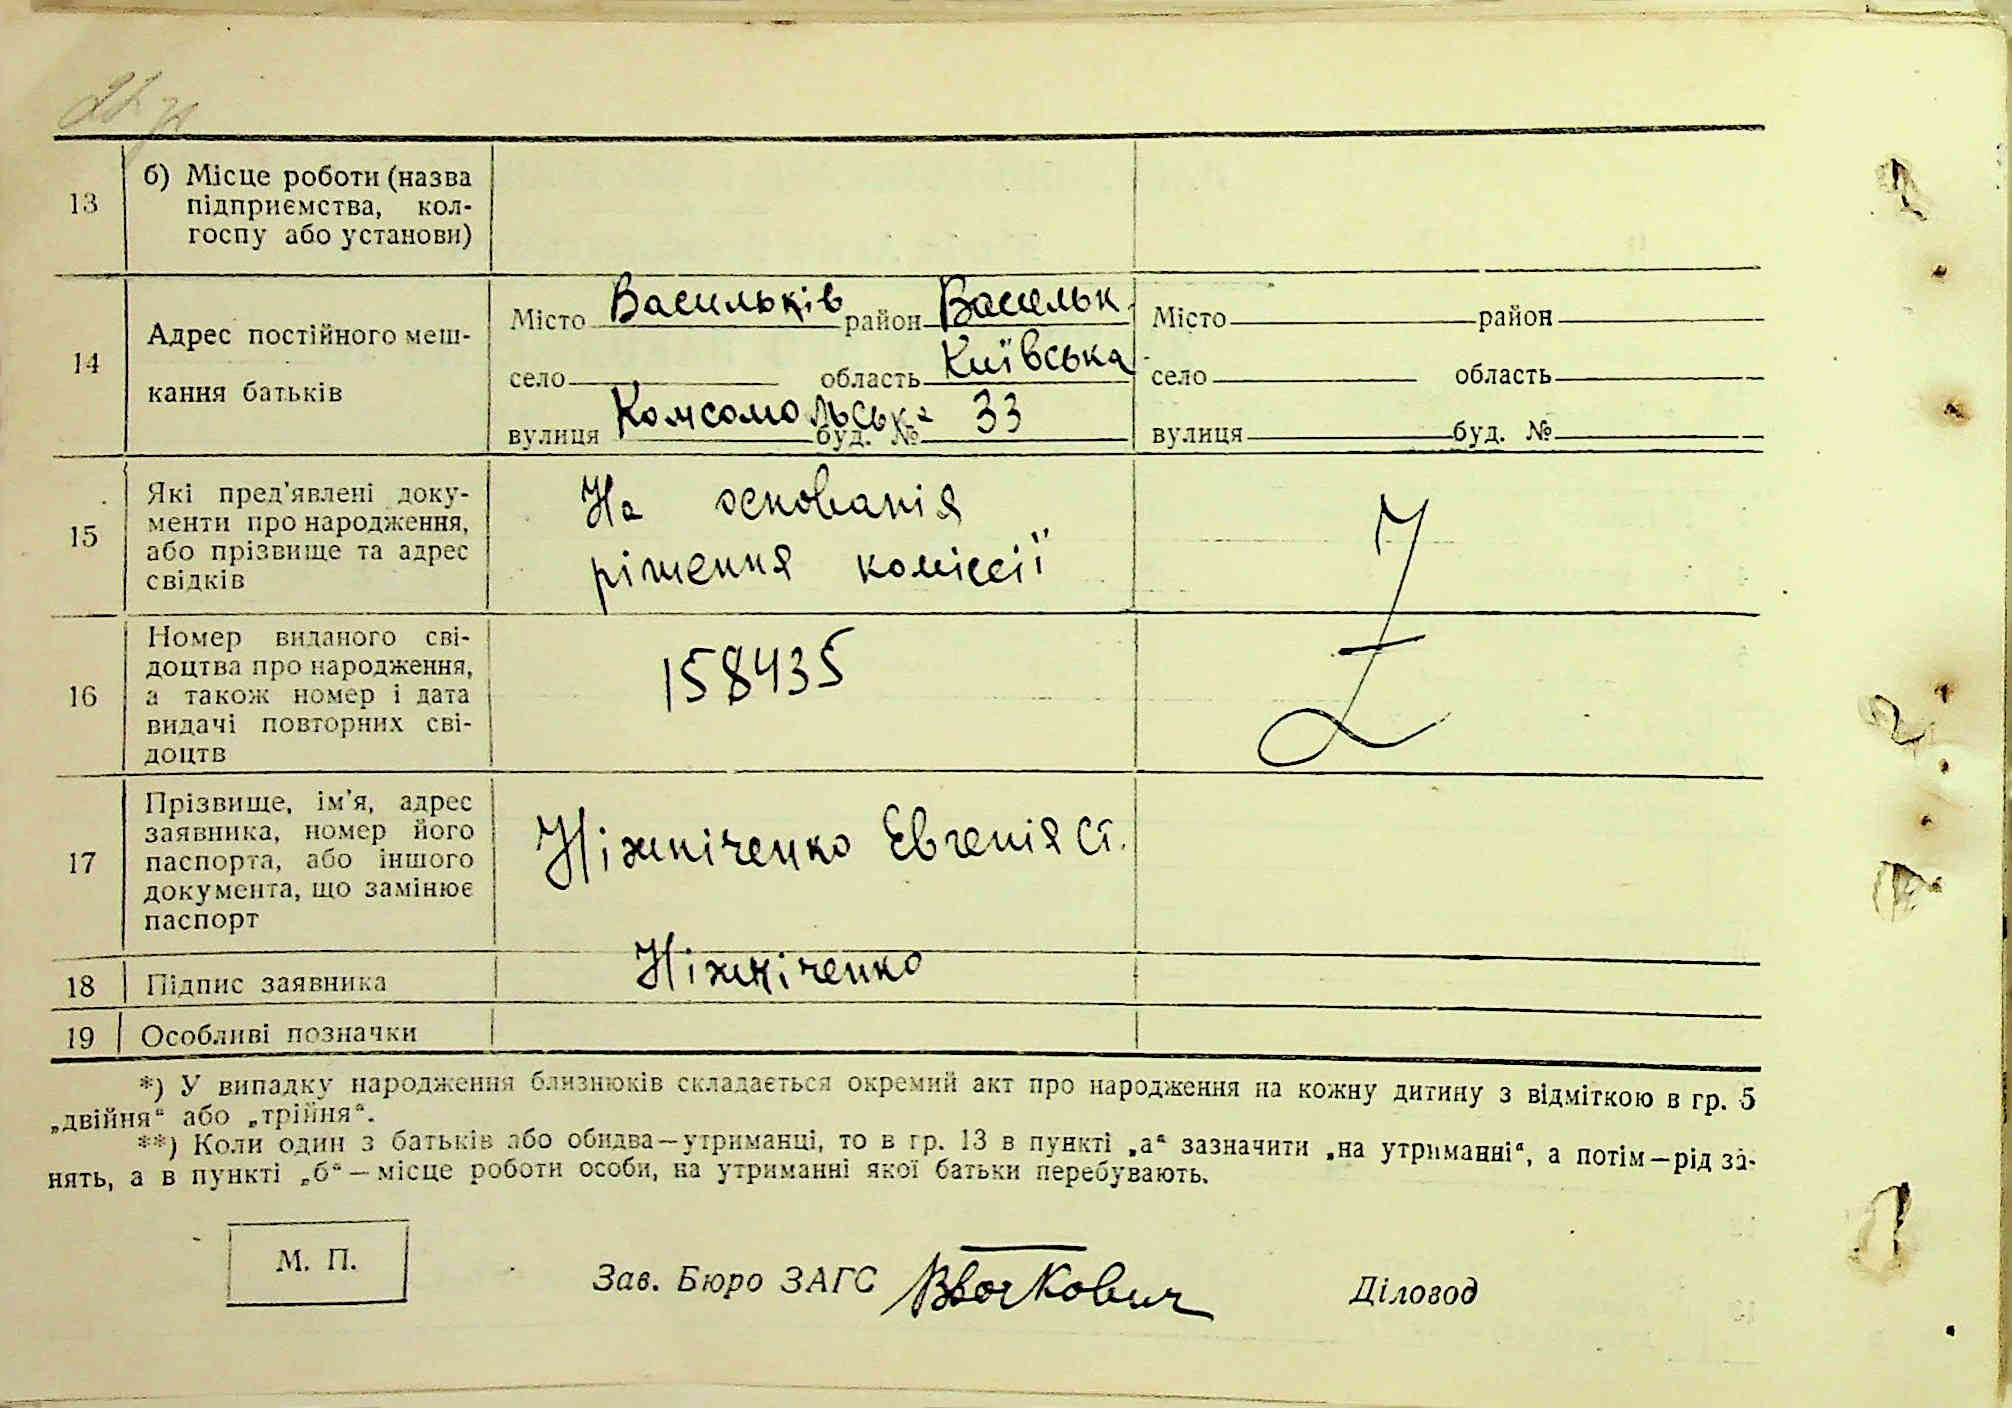 13
б) Місце роботи (назва
підприємства, кол-
госпу або установи)
14
Адрес постійного меш-
кання батьків
Місто Васильків район Васильк.
село область Київська
вулиця Комсомольська буд. № 33
Місто район
село область
вулиця буд. №
15
Які пред'явлені доку-
менти про народження,
або прізвище та адрес
свідків
На основанія
рішення коміссії
16
Номер виданого сві-
доцтва про народження,
а також номер і дата
видачі повторних сві-
доцтв
158435
17
Прізвище, ім'я, адрес
заявника, номер його
паспорта, або іншого
документа, що замінює
паспорт
Ніжніченко Евгенія Ст.
18
Підпис заявника
Ніжніченко
19
Особливі позначки
*) У випадку народження близнюків складається окремий акт про народження на кожну дитину з відміткою в гр. 5
„двійня“ або „трійня“.
**) Коли один з батьків або обидва—утриманці, то в гр. 13 в пункті „а“ зазначити „на утриманні“, а потім—рід за-
нять, а в пункті „б“—місце роботи особи, на утриманні якої батьки перебувають.
М. П.
Зав. Бюро ЗАГС
Діловод